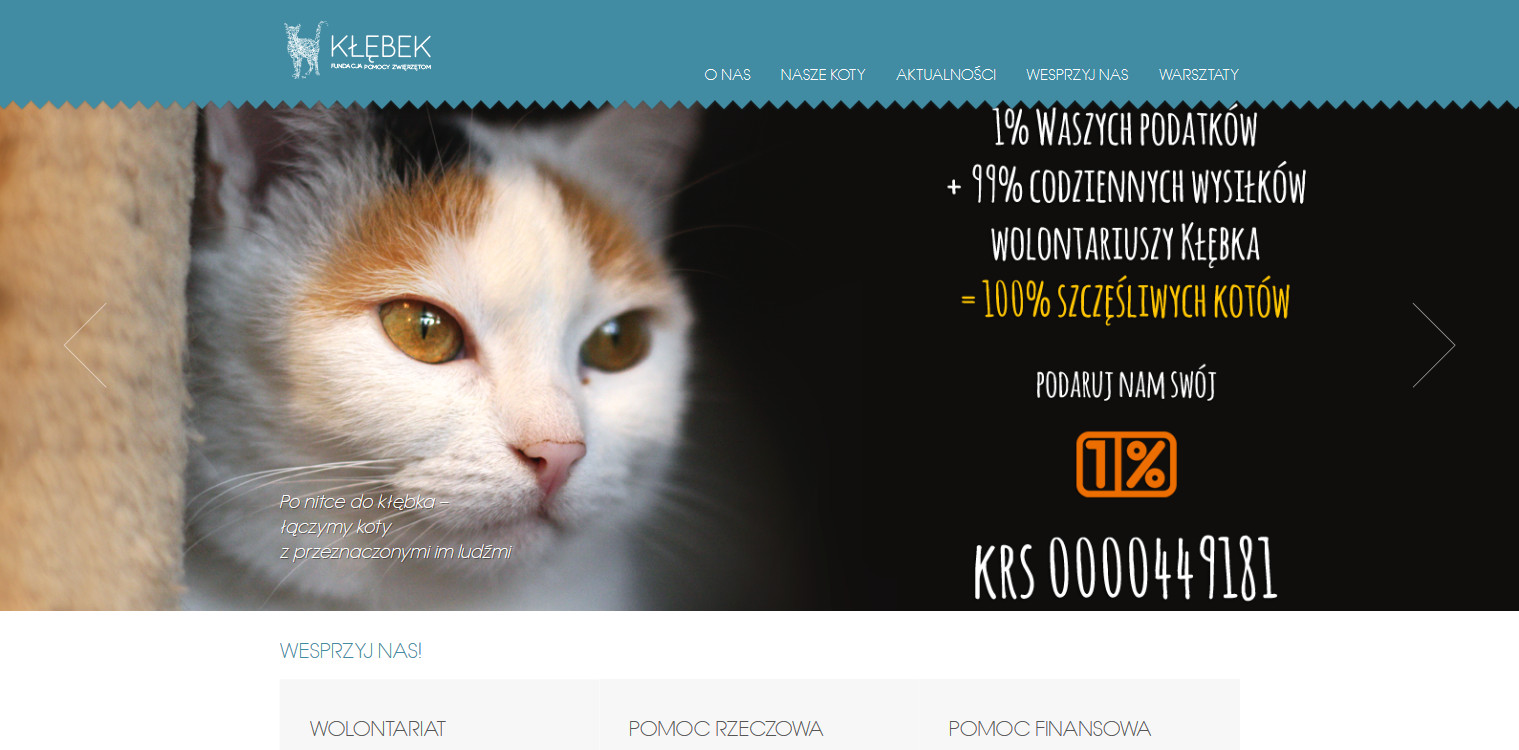 KŁĘBEK
FUNDACJA POMOCY ZWIERZĘTOM
O NAS NASZE KOTY AKTUALNOŚCI WESPRZYJ NAS WARSZTATY
1% WASZYCH PODATKÓW
+ 99% CODZIENNYCH WYSIŁKÓW
WOLONTARIUSZY KŁĘBKA
= 100% SZCZĘŚLIWYCH KOTÓW
PODARUJ NAM SWÓJ
1%
KRS 0000449181
Po nitce do kłębka –
łączymy koty
z przeznaczonymi im ludźmi
WESPRZYJ NAS!
WOLONTARIAT
POMOC RZECZOWA
POMOC FINANSOWA